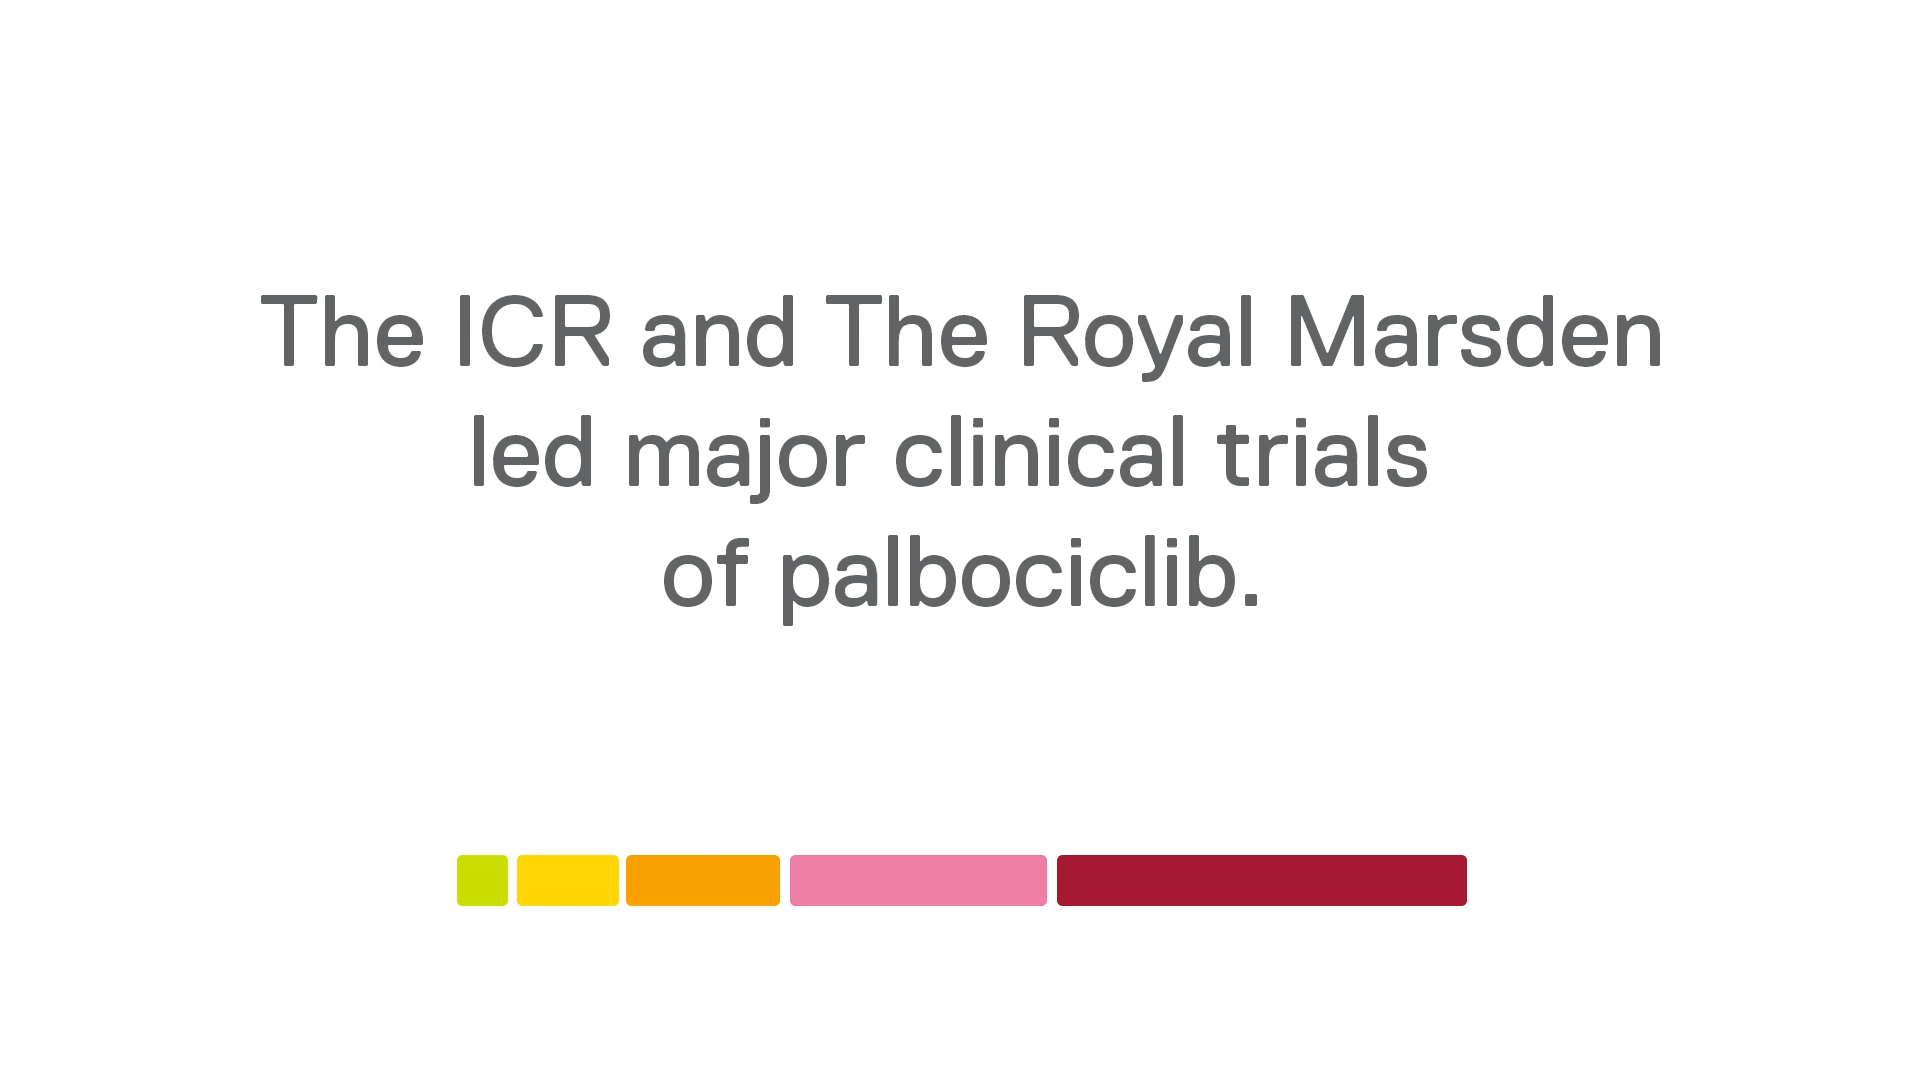 The ICR and The Royal Marsden
led major clinical trials
of palbociclib.